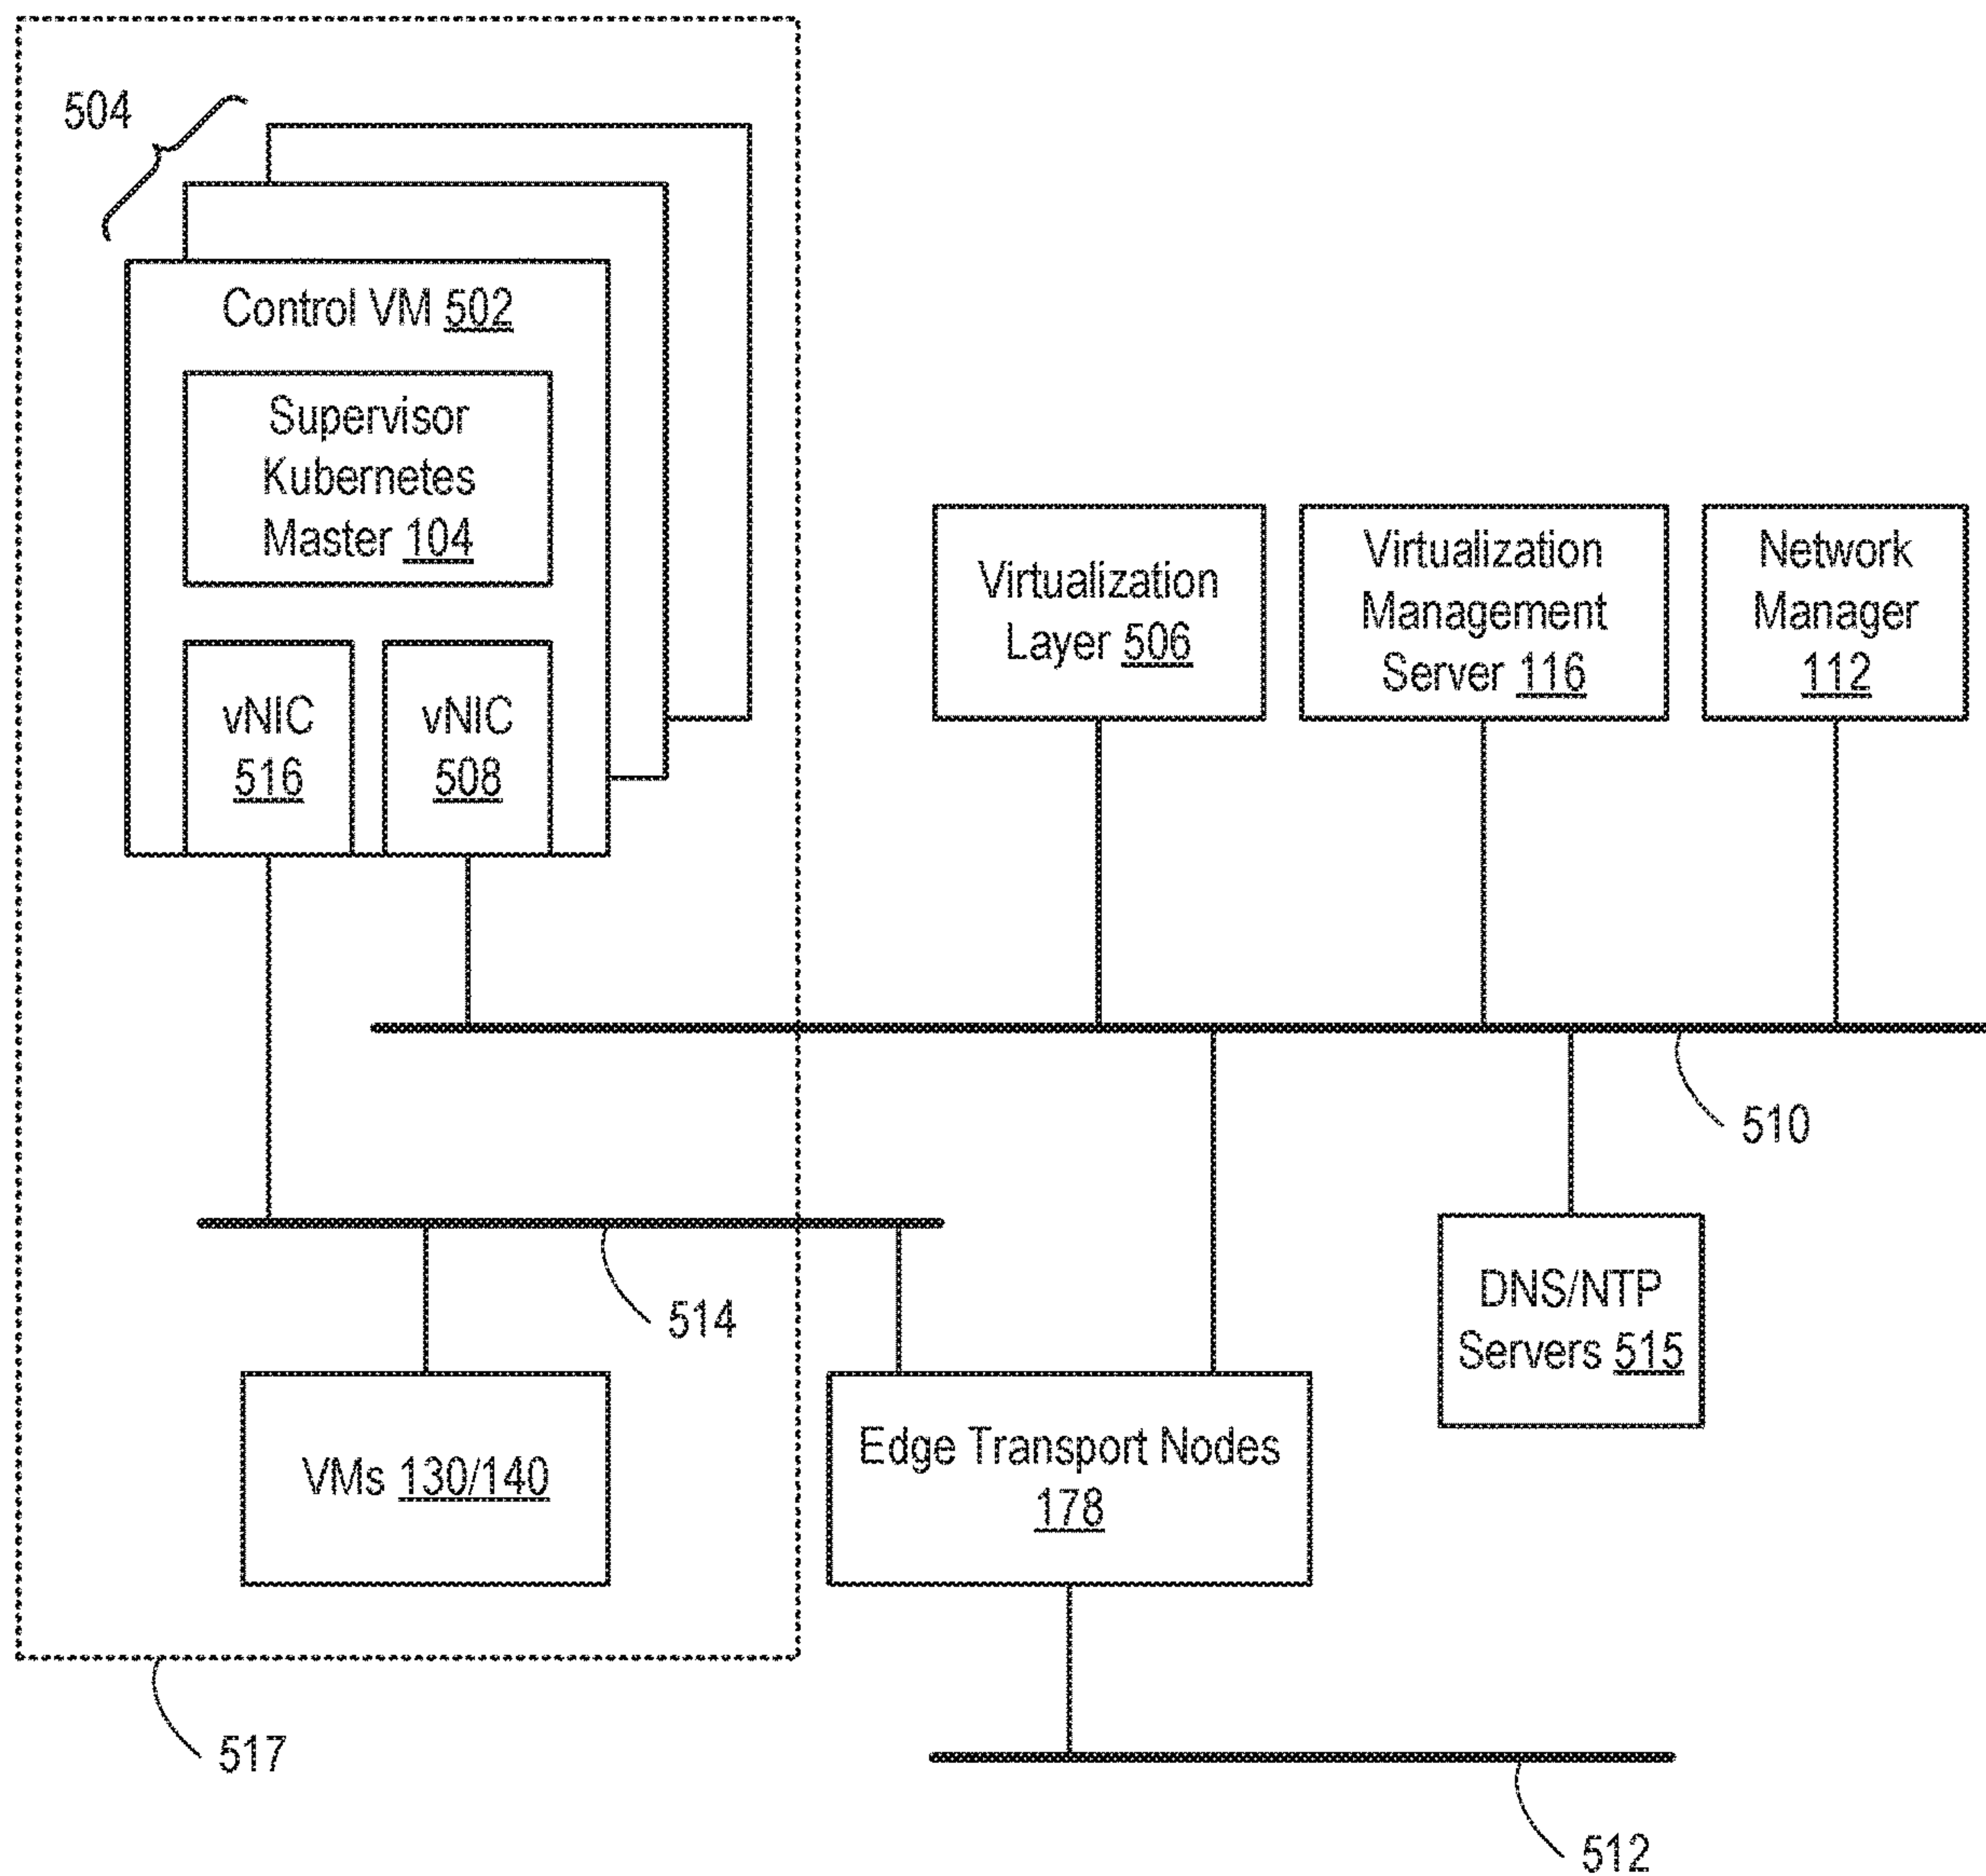 504
Control VM 502
Supervisor
Kubernetes
Master 104
vNIC
516
vNIC
508
Virtualization
Layer 506
Virtualization
Management
Server 116
Network
Manager
112
510
514
DNS/NTP
Servers 515
VMs 130/140
Edge Transport Nodes
178
517
512